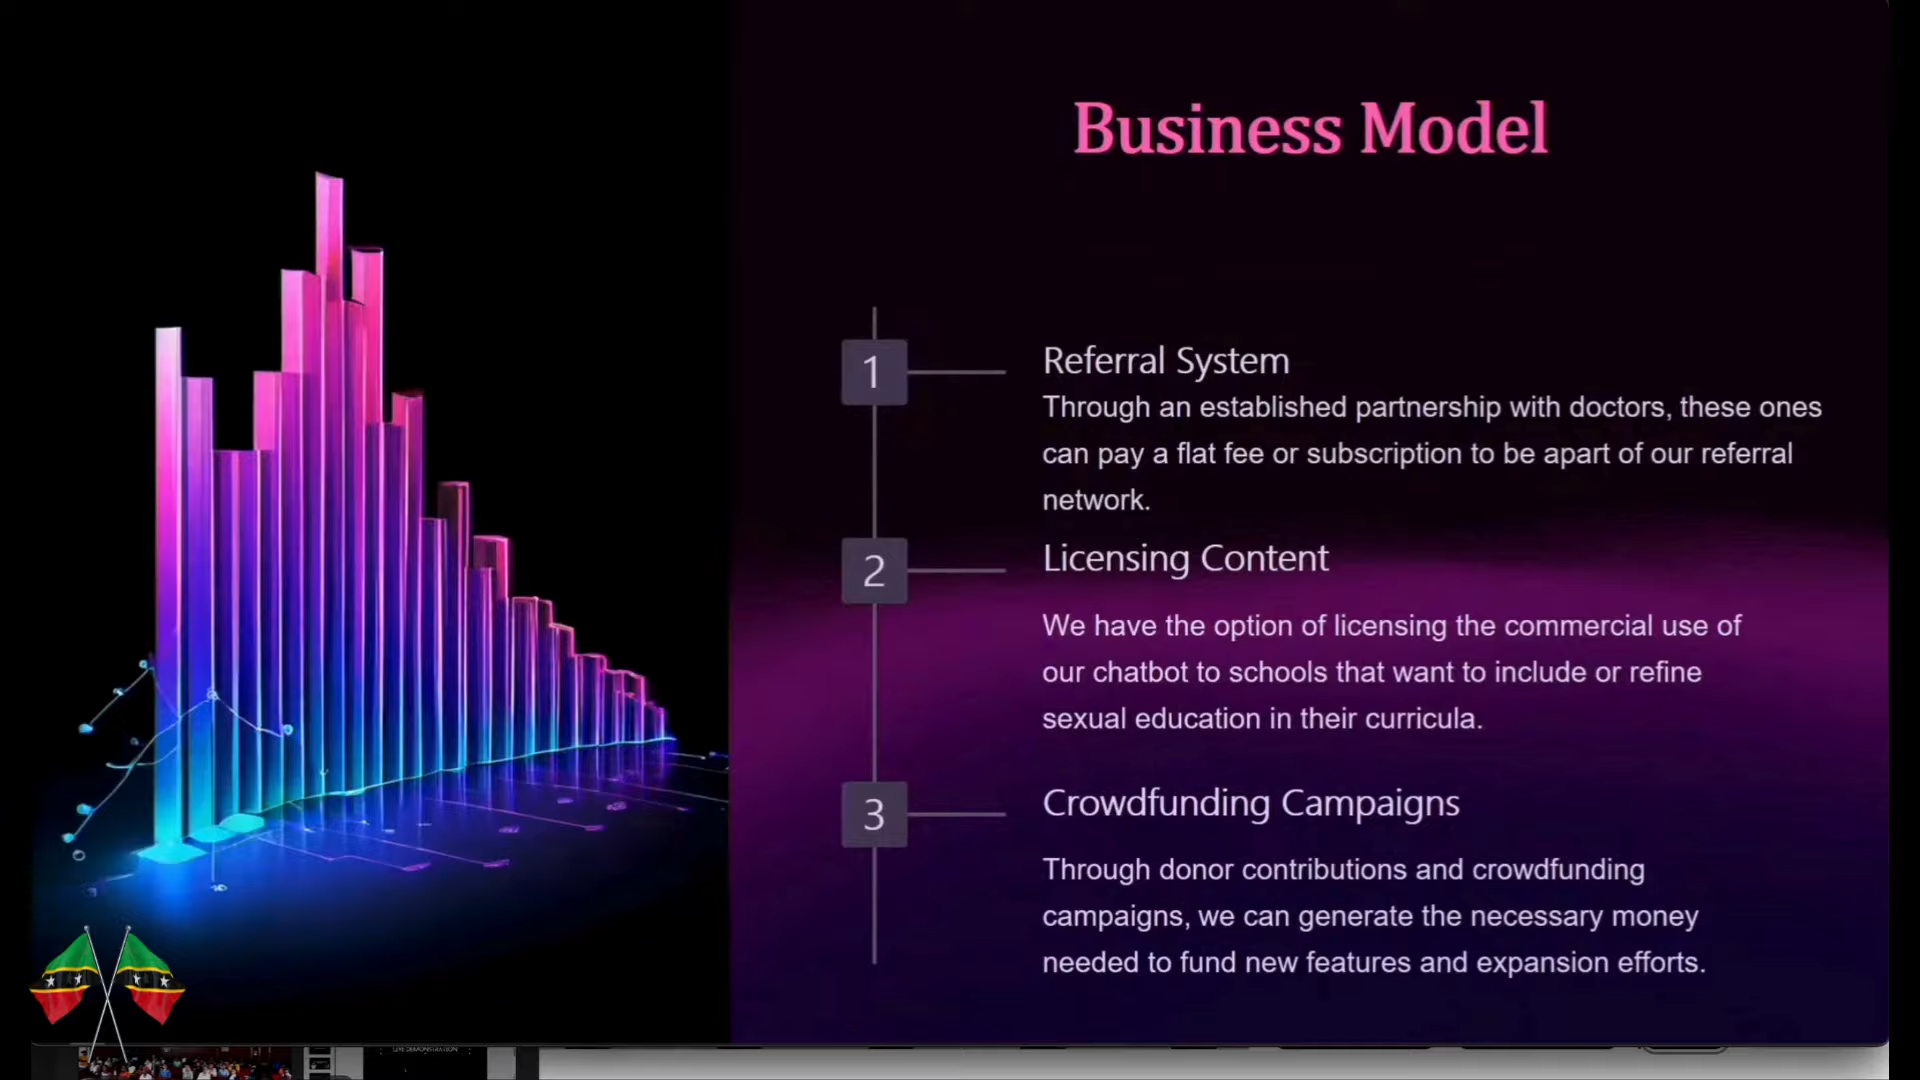 Business Model
1
Referral System
Through an established partnership with doctors, these ones
can pay a flat fee or subscription to be apart of our referral
network.
2
Licensing Content
We have the option of licensing the commercial use of
our chatbot to schools that want to include or refine
sexual education in their curricula.
3
Crowdfunding Campaigns
Through donor contributions and crowdfunding
campaigns, we can generate the necessary money
needed to fund new features and expansion efforts.
LIVE DEMONSTRATION